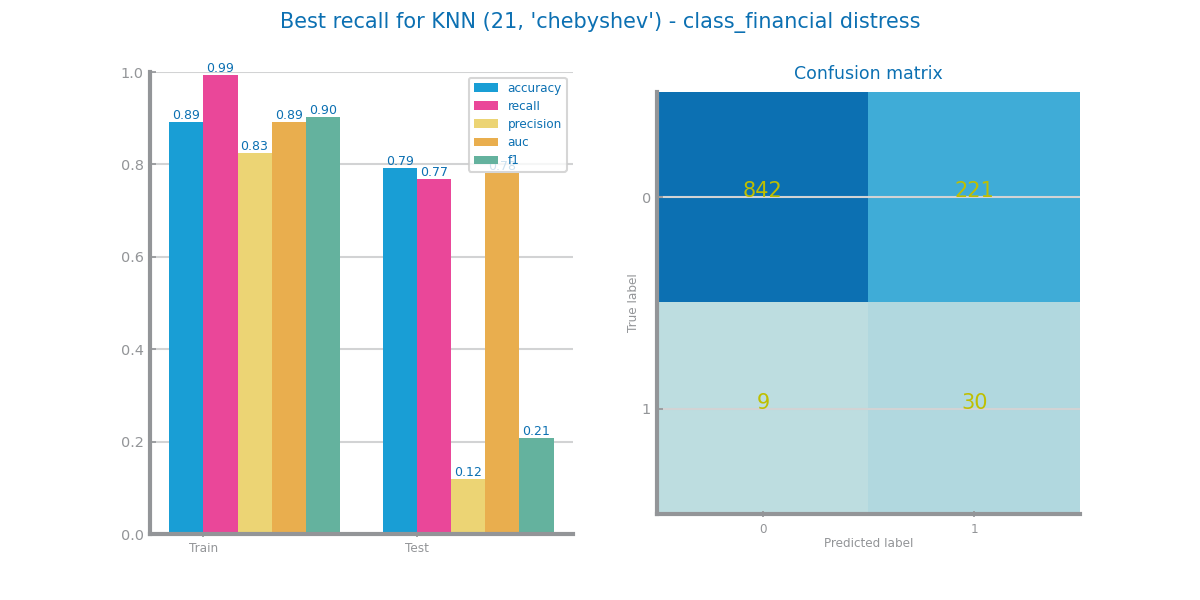 Best recall for KNN (21, 'chebyshev') - class_financial distress
1.0
0.8
0.6
0.4
0.2
0.0
0.89
0.99
0.83
0.89
0.90
0.79
0.77
0.12
0.78
0.21
Train
Test
accuracy
recall
precision
auc
f1
Confusion matrix
True label
0
1
842
221
9
30
0
1
Predicted label